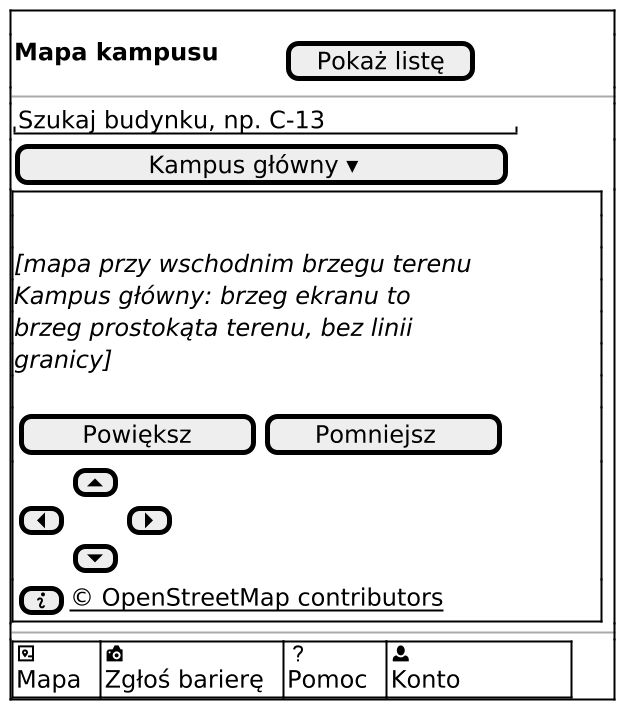 Mapa kampusu
Pokaż listę
Szukaj budynku, np. C-13
Kampus główny ▾
[mapa przy wschodnim brzegu terenu
Kampus główny: brzeg ekranu to
brzeg prostokąta terenu, bez linii
granicy]
Powiększ
Pomniejsz
i © OpenStreetMap contributors
?
Mapa
Zgłoś barierę
Pomoc
Konto